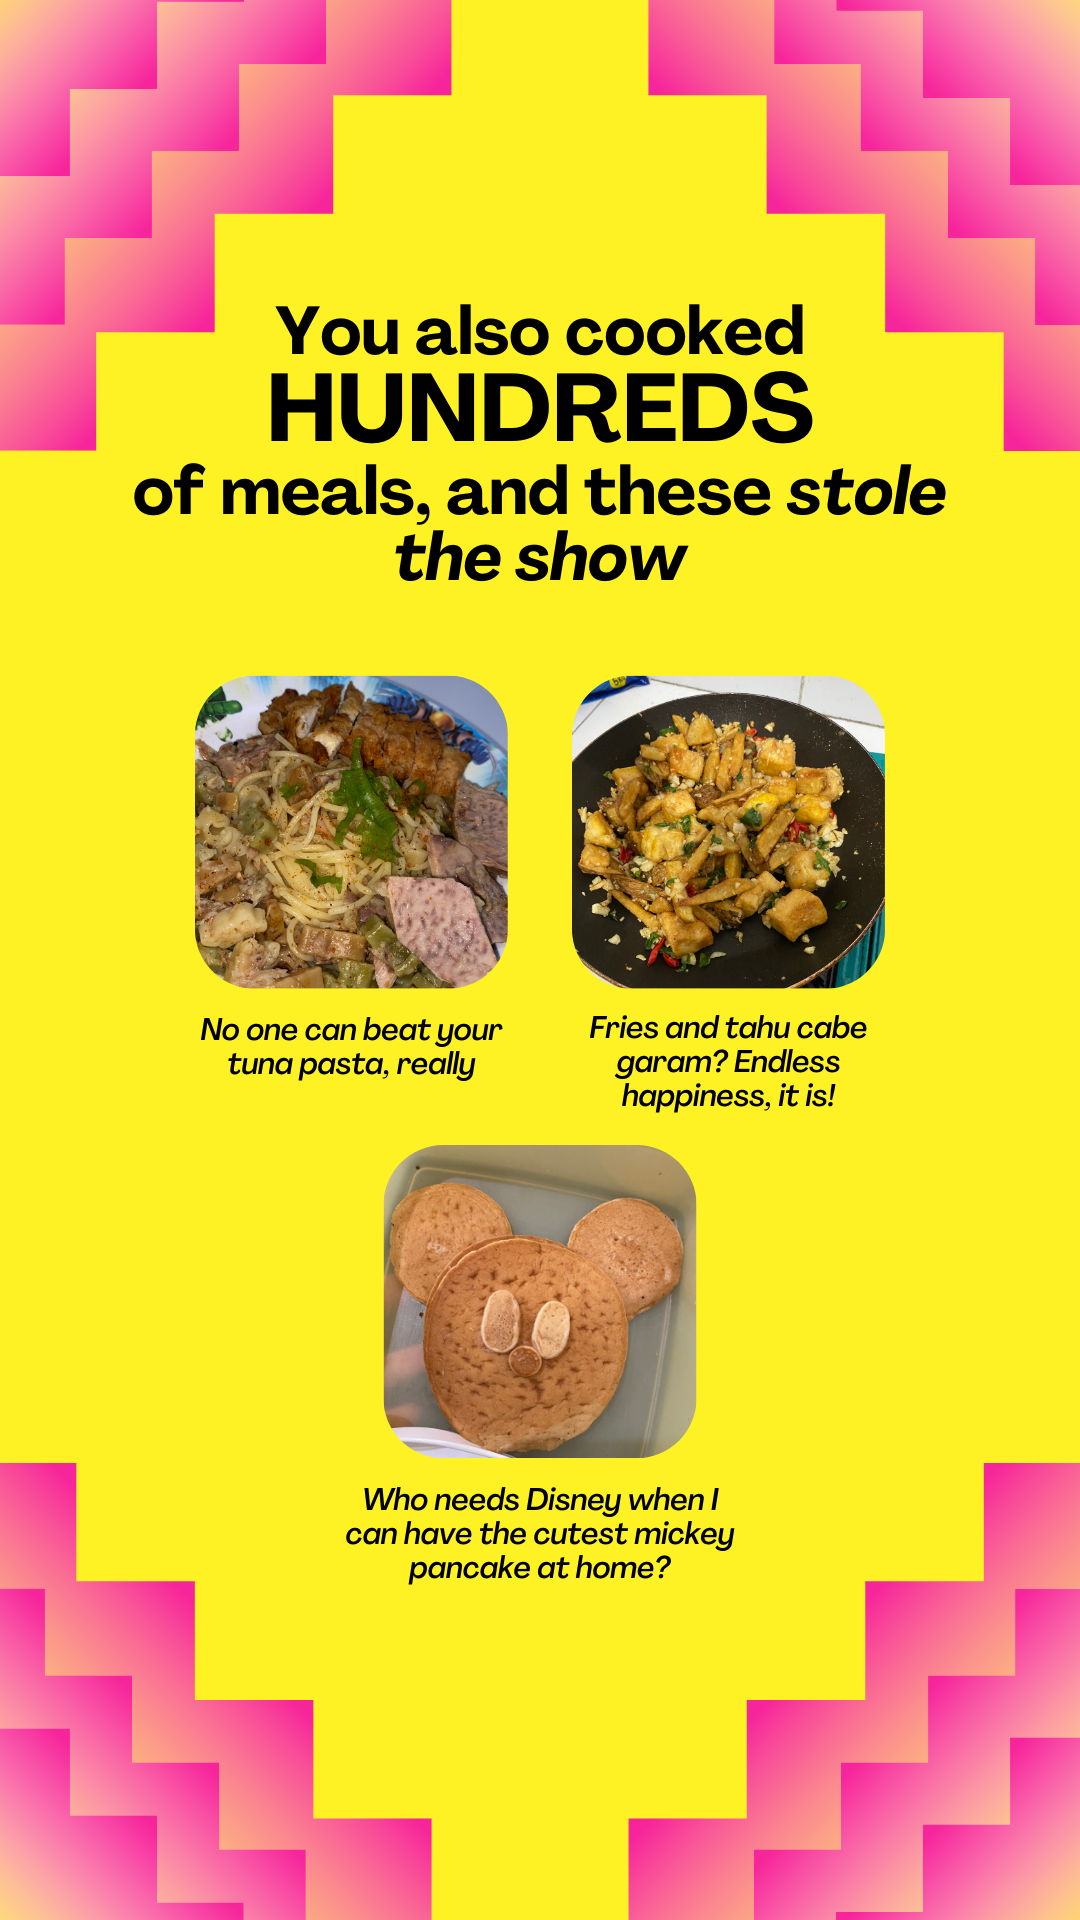 You also cooked
HUNDREDS
of meals, and these stole
the show
No one can beat your
tuna pasta, really
Fries and tahu cabe
garam? Endless
happiness, it is!
Who needs Disney when I
can have the cutest mickey
pancake at home?